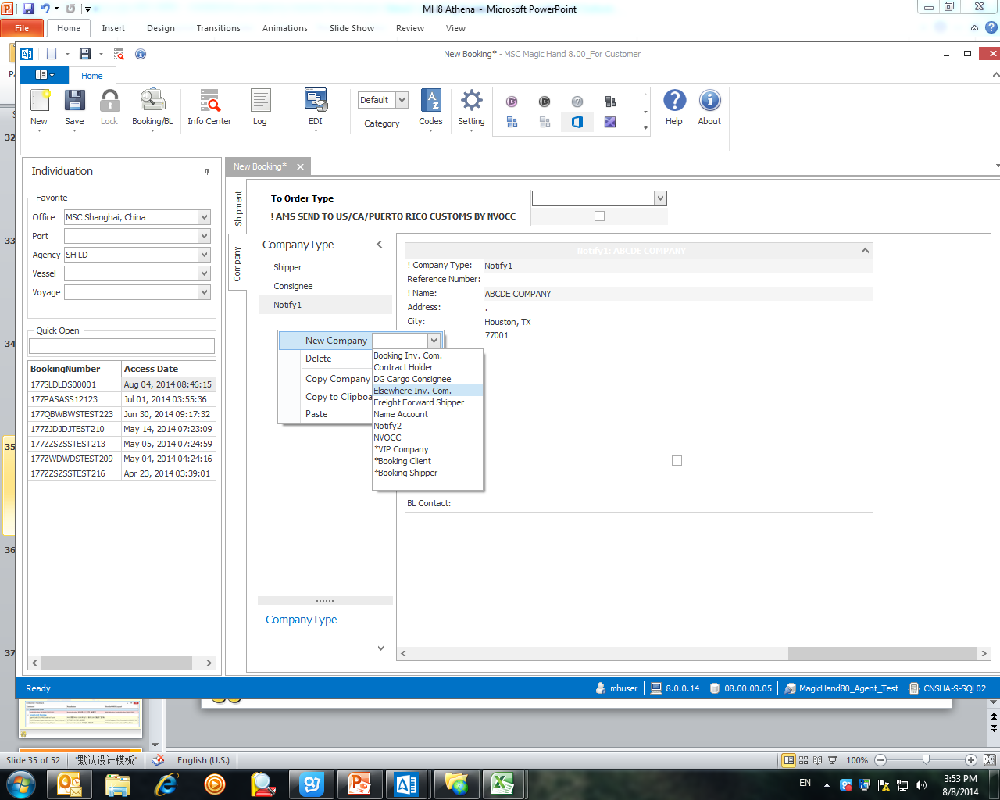 MH8 Athena - Microsoft PowerPoint
File Home Insert Design Transitions Animations Slide Show Review View
New Booking* - MSC Magic Hand 8.00_For Customer
Home
New Save Lock Booking/BL Info Center Log EDI
Default
Category
Codes Setting Help About
Individuation
Favorite
Office MSC Shanghai, China
Port
Agency SH LD
Vessel
Voyage
Quick Open
BookingNumber Access Date
177SLDLDS00001 Aug 04, 2014 08:46:15
177PASASS12123 Jul 01, 2014 03:55:36
177QBWBWSTEST223 Jun 30, 2014 09:17:32
177ZJDJDJTEST210 May 14, 2014 07:23:09
177ZZSZSSTEST213 May 05, 2014 07:24:59
177ZWDWDSTEST209 May 04, 2014 04:24:16
177ZZSZSSTEST216 Apr 23, 2014 03:39:01
32
33
34
35
36
37
New Booking*
Shipment
Company
To Order Type
! AMS SEND TO US/CA/PUERTO RICO CUSTOMS BY NVOCC
CompanyType
Shipper
Consignee
Notify1
Notify1: ABCDE COMPANY
! Company Type: Notify1
Reference Number:
! Name: ABCDE COMPANY
Address: .
City: Houston, TX
77001
New Company
Delete
Copy Company
Copy to Clipboa
Paste
Booking Inv. Com.
Contract Holder
DG Cargo Consignee
Elsewhere Inv. Com.
Freight Forward Shipper
Name Account
Notify2
NVOCC
*VIP Company
*Booking Client
*Booking Shipper
BL Contact:
CompanyType
Ready mhuser 8.0.0.14 08.00.00.05 MagicHand80_Agent_Test CNSHA-S-SQL02
Slide 35 of 52 "默认设计模板" English (U.S.) 100%
EN
3:53 PM
8/8/2014